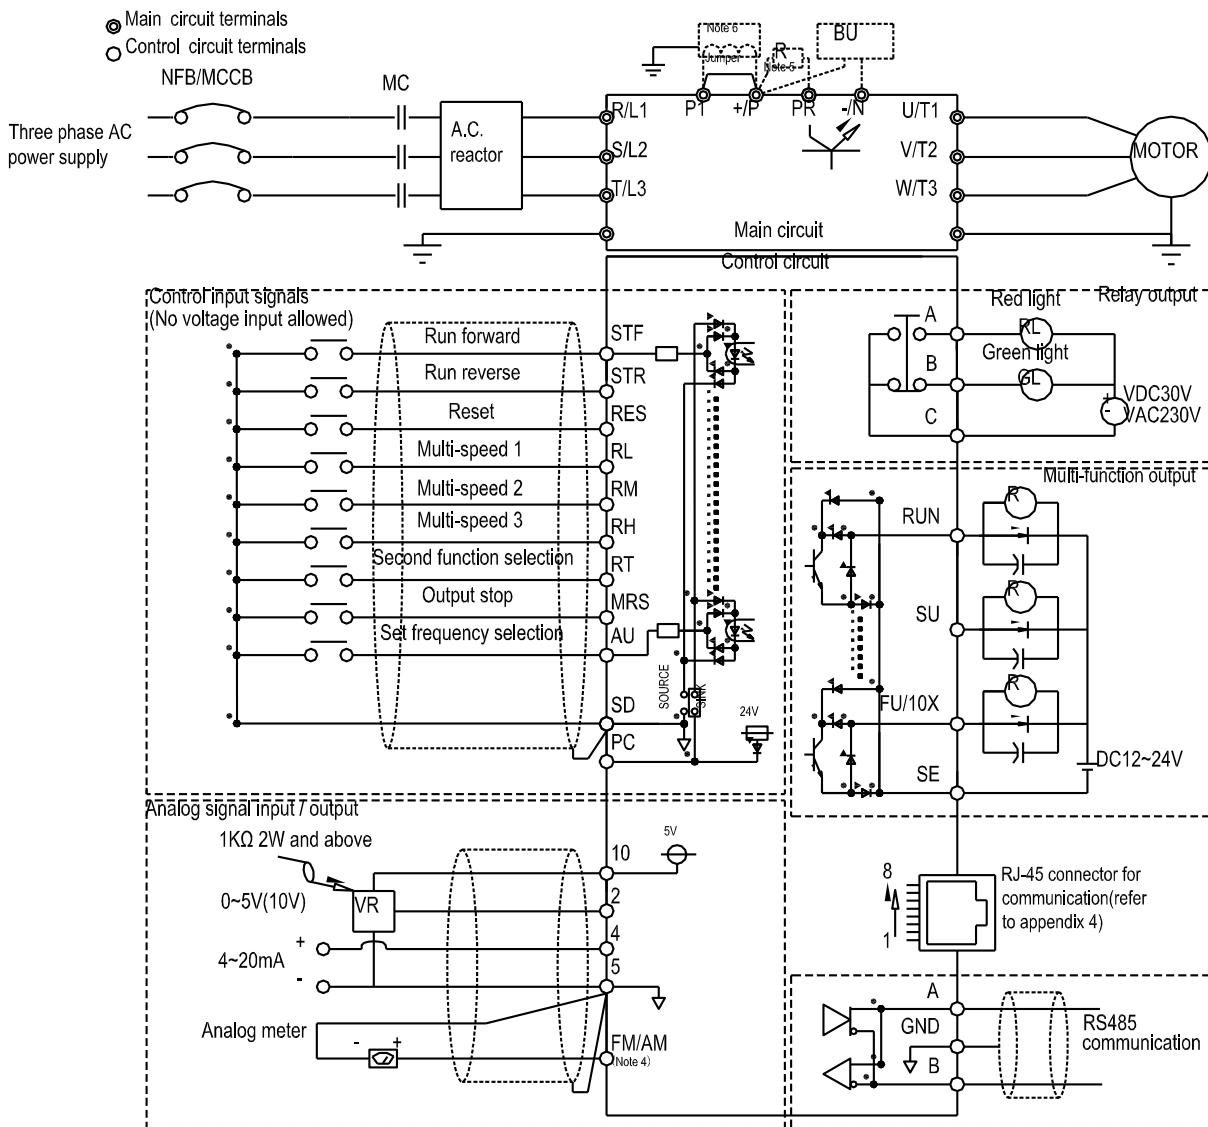 Main circuit terminals
Control circuit terminals
NFB/MCCB
MC
Three phase AC
power supply
A.C.
reactor
Note 6
Jumper
R
Note 5
BU
R/L1
S/L2
T/L3
P1
+/P
PR
-/N
U/T1
V/T2
W/T3
MOTOR
Main circuit
Control circuit
Control input signals
(No voltage input allowed)
Run forward
STF
Run reverse
STR
Reset
RES
Multi-speed 1
RL
Multi-speed 2
RM
Multi-speed 3
RH
Second function selection
RT
Output stop
MRS
Set frequency selection
AU
SD
PC
SOURCE
SINK
24V
Relay output
Red light
A
RL
Green light
B
GL
C
+
-
VDC30V
VAC230V
Multi-function output
R
RUN
R
SU
R
FU/10X
SE
DC12~24V
Analog signal input / output
1KΩ 2W and above
0~5V(10V)
VR
10
5V
2
4
+
4~20mA
-
5
Analog meter
-
+
FM/AM
(Note 4)
8
1
RJ-45 connector for
communication(refer
to appendix 4)
A
GND
B
RS485
communication